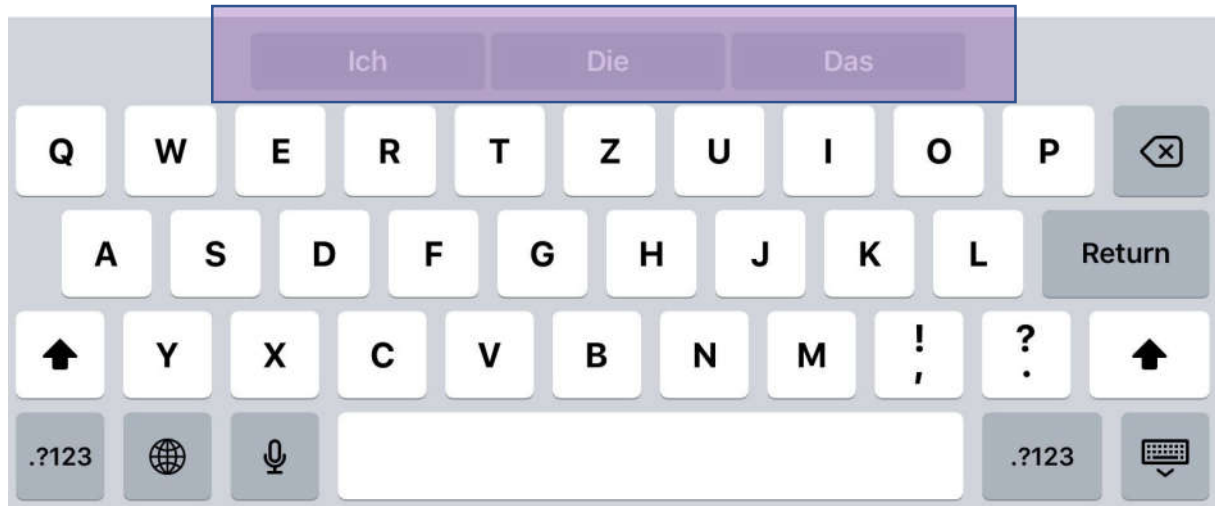 Ich Die Das
Q W E R T Z U I O P
A S D F G H J K L Return
Y X C V B N M ! , ? .
.?123 .?123